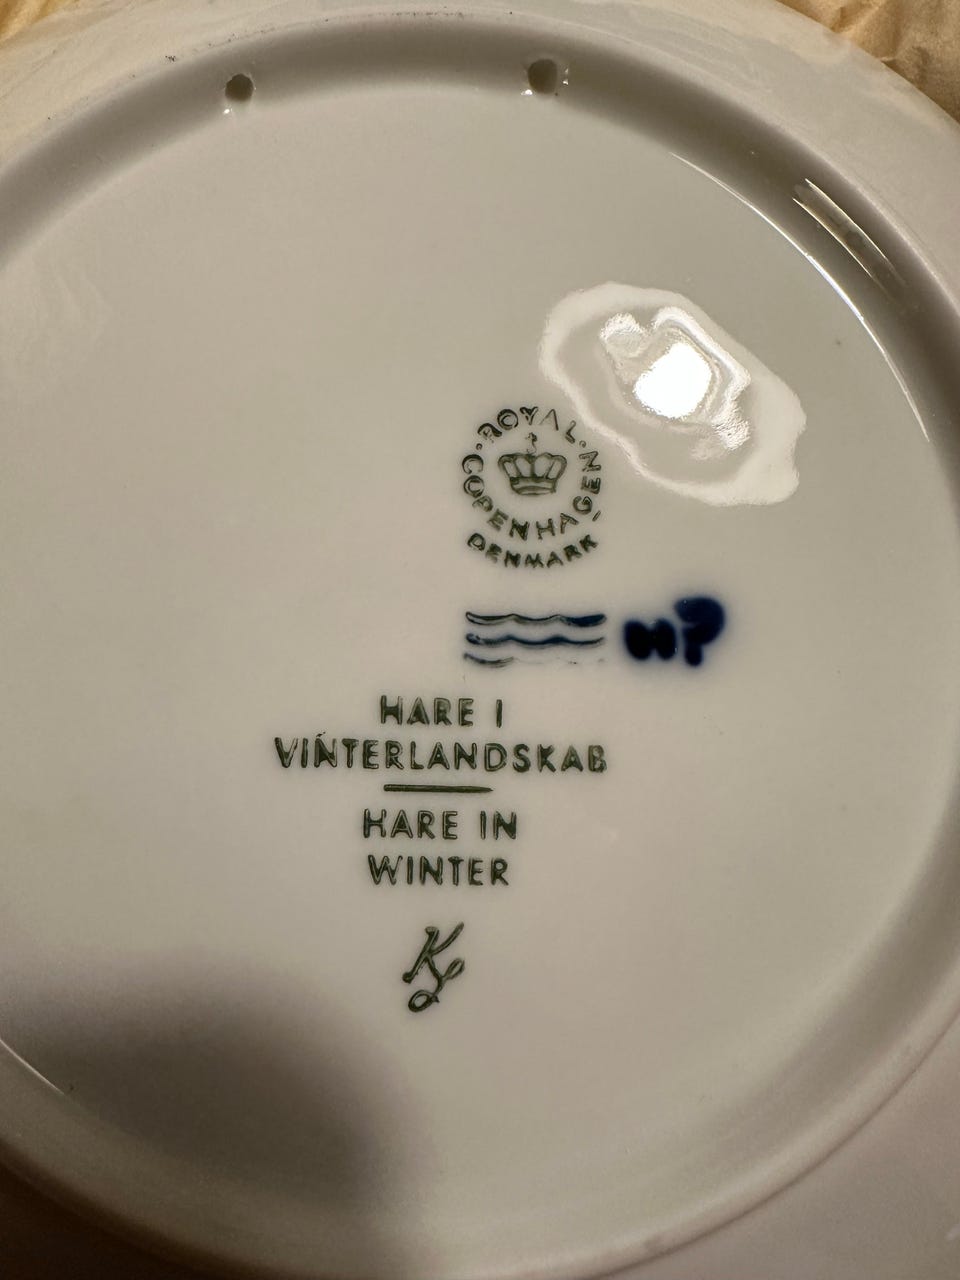 ROYAL COPENHAGEN
DENMARK
HARE I
VINTERLANDSKAB
HARE IN
WINTER